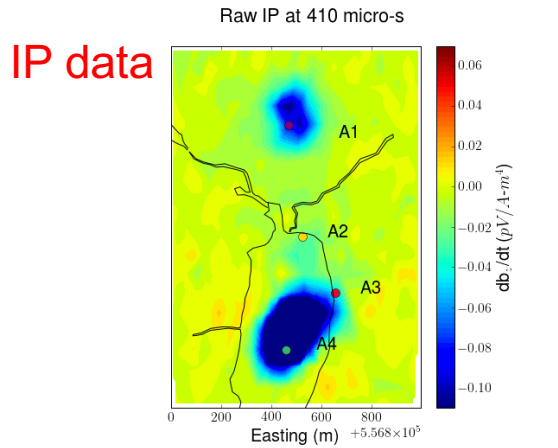 Raw IP at 410 micro-s
IP data
A1
A2
A3
A4
0.06
0.04
0.02
0.00
−0.02
−0.04
−0.06
−0.08
−0.10
db_z/dt (pV/A-m^4)
0 200 400 600 800
+5.568×10^5
Easting (m)